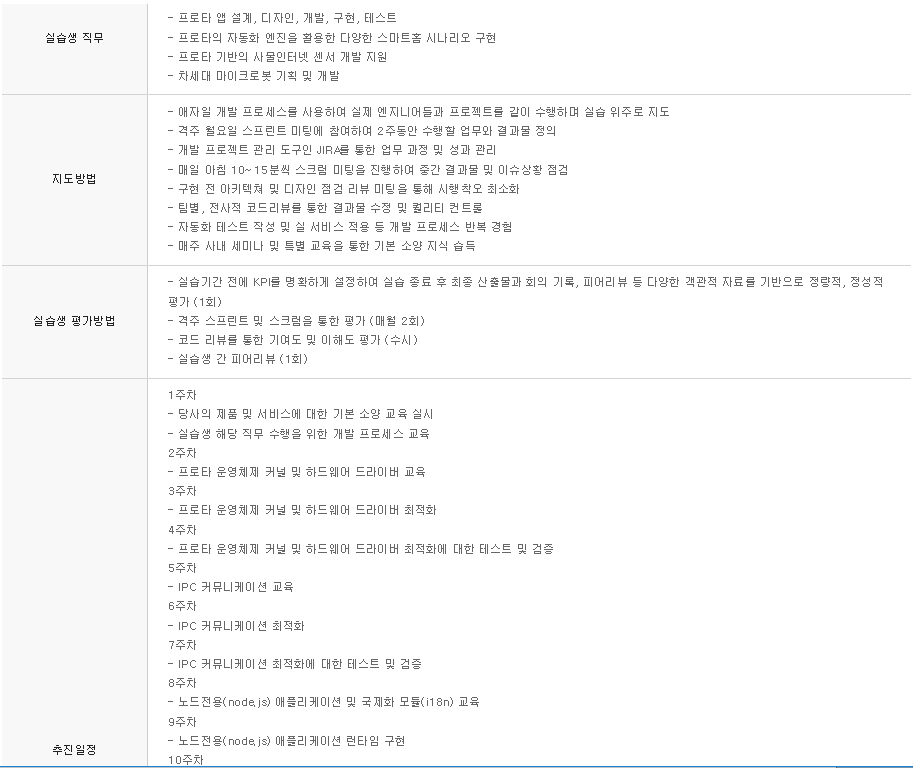 실습생 직무
- 프로타 앱 설계, 디자인, 개발, 구현, 테스트
- 프로타의 자동화 엔진을 활용한 다양한 스마트홈 시나리오 구현
- 프로타 기반의 사물인터넷 센서 개발 지원
- 차세대 마이크로봇 기획 및 개발
지도방법
- 애자일 개발 프로세스를 사용하여 실제 엔지니어들과 프로젝트를 같이 수행하며 실습 위주로 지도
- 격주 월요일 스프린트 미팅에 참여하여 2주동안 수행할 업무와 결과물 정의
- 개발 프로젝트 관리 도구인 JIRA를 통한 업무 과정 및 성과 관리
- 매일 아침 10~15분씩 스크럼 미팅을 진행하여 중간 결과물 및 이슈상황 점검
- 구현 전 아키텍쳐 및 디자인 점검 리뷰 미팅을 통해 시행착오 최소화
- 팀별, 전사적 코드리뷰를 통한 결과물 수정 및 퀄리티 컨트롤
- 자동화 테스트 작성 및 실 서비스 적용 등 개발 프로세스 반복 경험
- 매주 사내 세미나 및 특별 교육을 통한 기본 소양 지식 습득
실습생 평가방법
- 실습기간 전에 KPI를 명확하게 설정하여 실습 종료 후 최종 산출물과 회의 기록, 피어리뷰 등 다양한 객관적 자료를 기반으로 정량적, 정성적
평가 (1회)
- 격주 스프린트 및 스크럼을 통한 평가 (매월 2회)
- 코드 리뷰를 통한 기여도 및 이해도 평가 (수시)
- 실습생 간 피어리뷰 (1회)
추진일정
1주차
- 당사의 제품 및 서비스에 대한 기본 소양 교육 실시
- 실습생 해당 직무 수행을 위한 개발 프로세스 교육
2주차
- 프로타 운영체제 커널 및 하드웨어 드라이버 교육
3주차
- 프로타 운영체제 커널 및 하드웨어 드라이버 최적화
4주차
- 프로타 운영체제 커널 및 하드웨어 드라이버 최적화에 대한 테스트 및 검증
5주차
- IPC 커뮤니케이션 교육
6주차
- IPC 커뮤니케이션 최적화
7주차
- IPC 커뮤니케이션 최적화에 대한 테스트 및 검증
8주차
- 노드전용(node.js) 애플리케이션 및 국제화 모듈(i18n) 교육
9주차
- 노드전용(node.js) 애플리케이션 런타임 구현
10주차